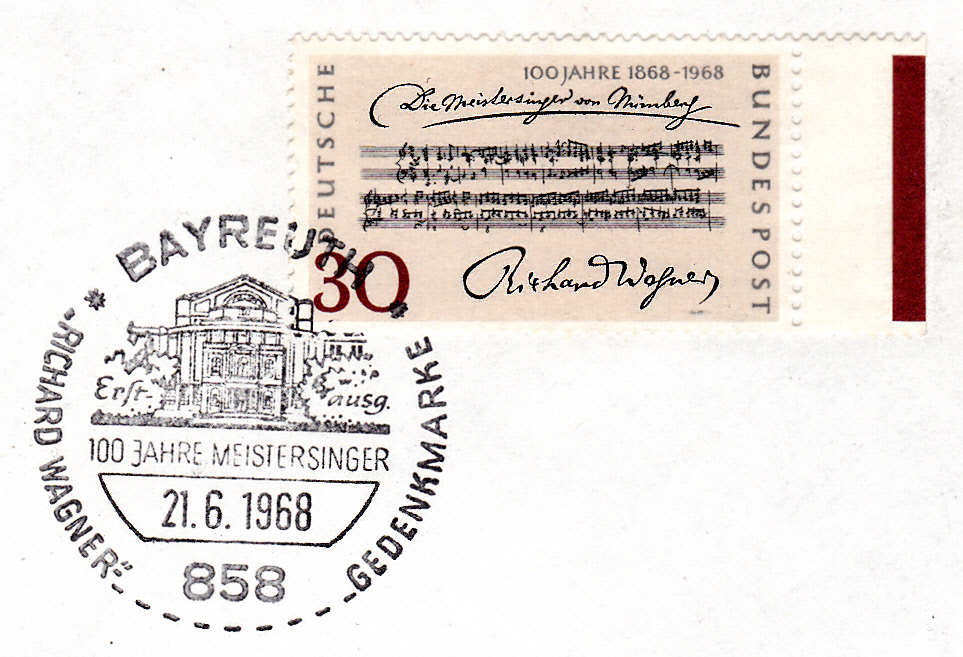 100 JAHRE 1868-1968
Die Meistersinger von Nürnberg
DEUTSCHE
BUNDESPOST
30
Richard Wagner
* BAYREUTH *
Erst- ausg.
100 JAHRE MEISTERSINGER
21.6.1968
"RICHARD WAGNER"-GEDENKMARKE
858